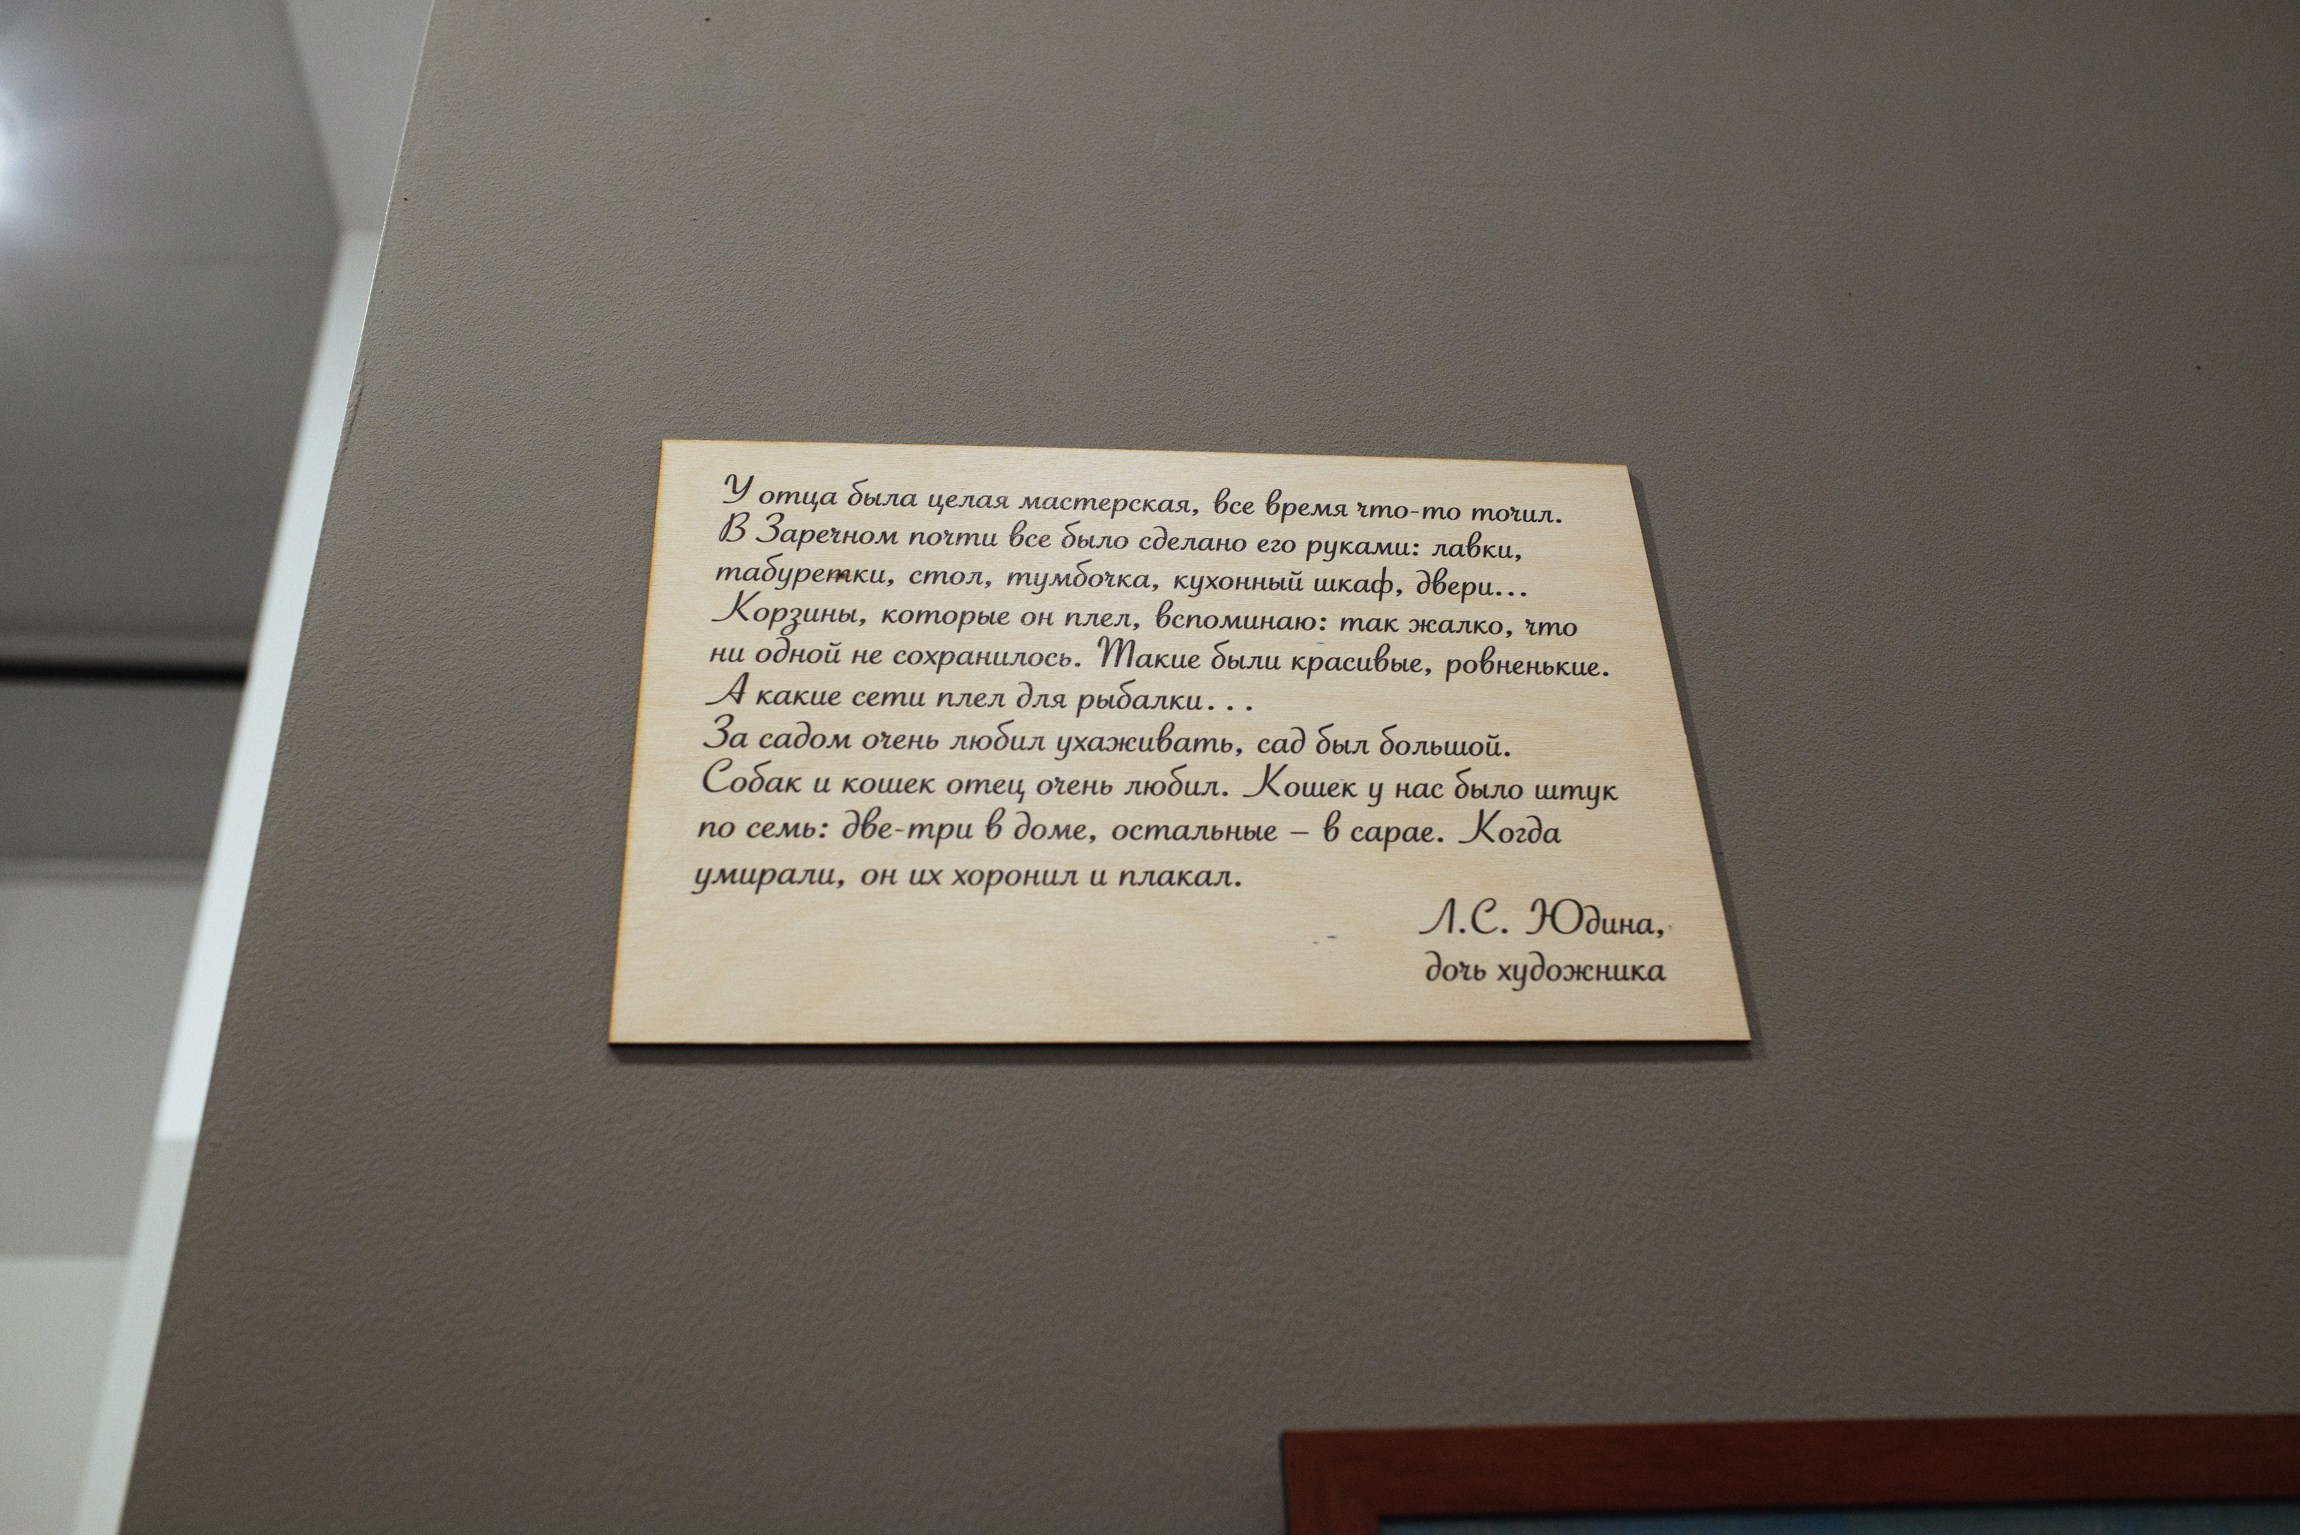 У отца была целая мастерская, все время что-то точил.
В Заречном почти все было сделано его руками: лавки,
табуретки, стол, тумбочка, кухонный шкаф, двери...
Корзины, которые он плел, вспоминаю: так жалко, что
ни одной не сохранилось. Такие были красивые, ровненькие.
А какие сети плел для рыбалки...
За садом очень любил ухаживать, сад был большой.
Собак и кошек отец очень любил. Кошек у нас было штук
по семь: две-три в доме, остальные – в сарае. Когда
умирали, он их хоронил и плакал.
Л.С. Юдина,
дочь художника